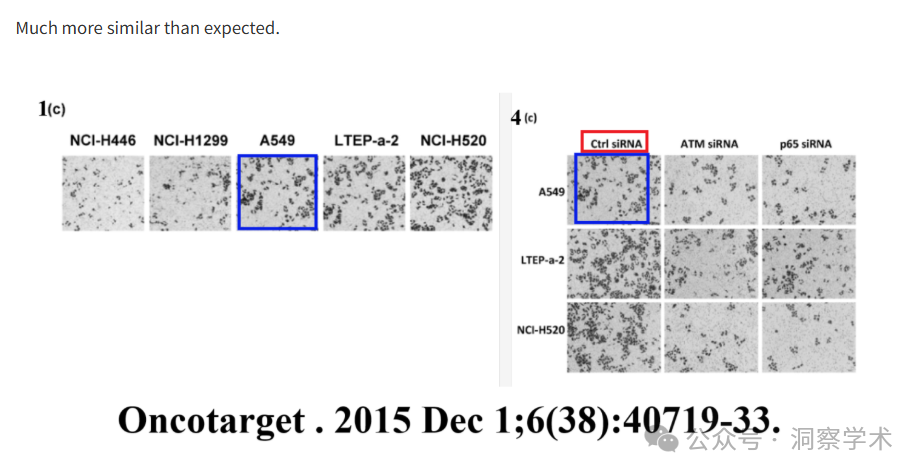 Much more similar than expected.
1(c)
NCI-H446 NCI-H1299 A549 LTEP-a-2 NCI-H520
4 (c)
Ctrl siRNA ATM siRNA p65 siRNA
A549
LTEP-a-2
NCI-H520
Oncotarget . 2015 Dec 1;6(38):40719-33.
公众号 · 洞察学术